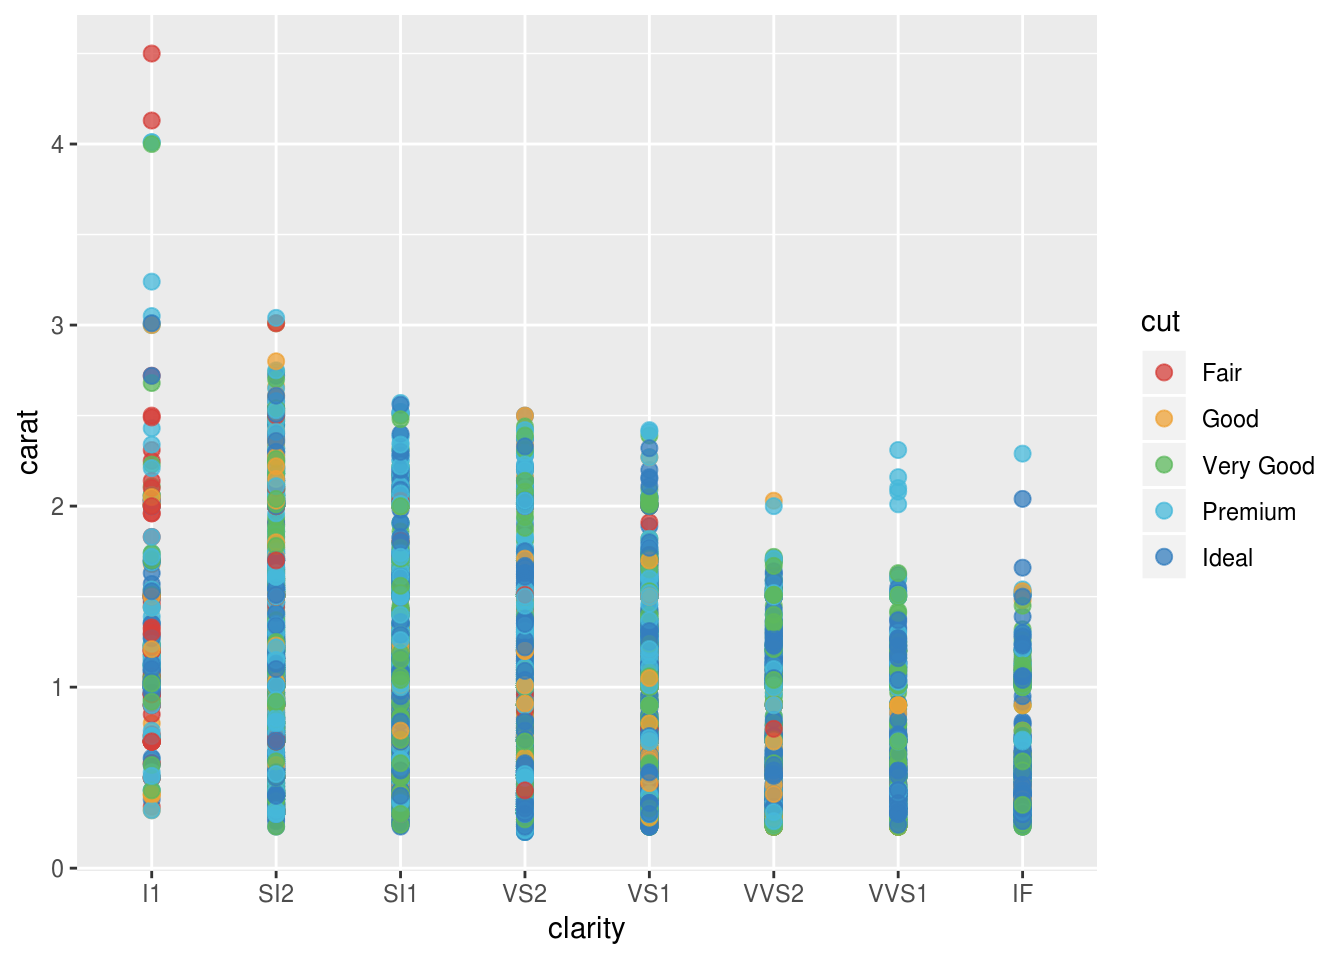 carat
4
3
2
1
0
I1 SI2 SI1 VS2 VS1 VVS2 VVS1 IF
clarity
cut
Fair
Good
Very Good
Premium
Ideal